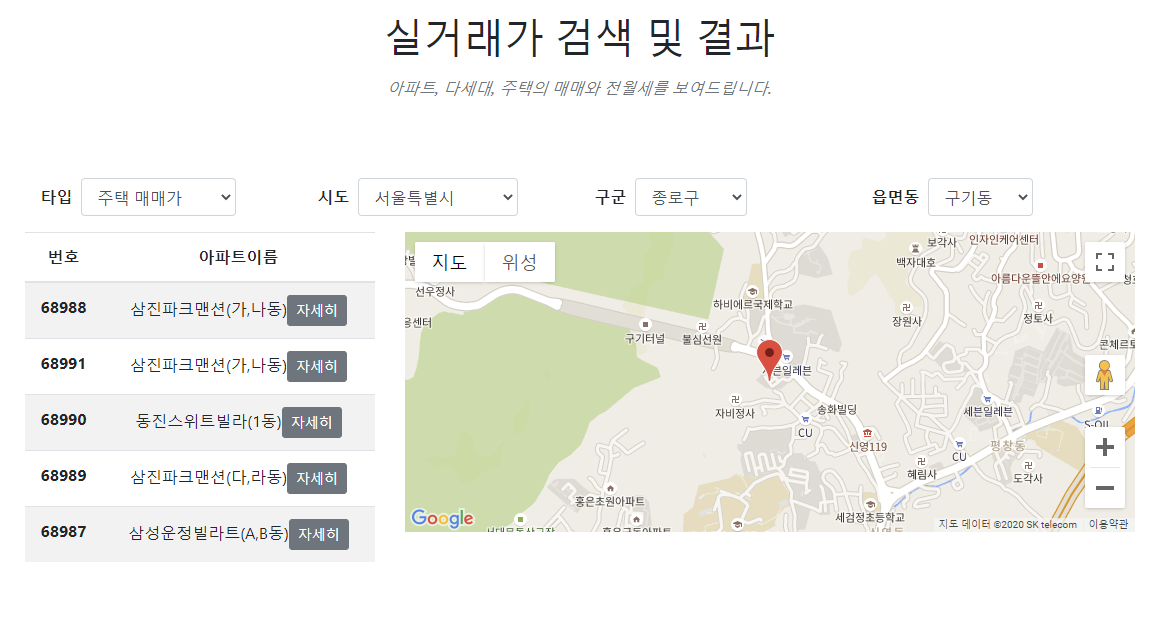 실거래가 검색 및 결과
아파트, 다세대, 주택의 매매와 전월세를 보여드립니다.
타입 주택 매매가 시도 서울특별시 구군 종로구 읍면동 구기동
번호 아파트이름
68988 삼진파크맨션(가,나동) 자세히
68991 삼진파크맨션(가,나동) 자세히
68990 동진스위트빌라(1동) 자세히
68989 삼진파크맨션(다,라동) 자세히
68987 삼성운정빌라트(A,B동) 자세히
지도 위성
보각사
인자인케어센터
백자대호
아름다운뜰안에요양원
선우정사
하비에르국제학교
장원사
정토사
응센터
구기터널
불심선원
콘체르토
세븐일레븐
자비정사
송화빌딩
세븐일레븐
CU
S-OIL
신영119
평창동
CU
혜림사
도각사
홍은초원아파트
세검정초등학교
Google
지도 데이터 ©2020 SK telecom 이용약관